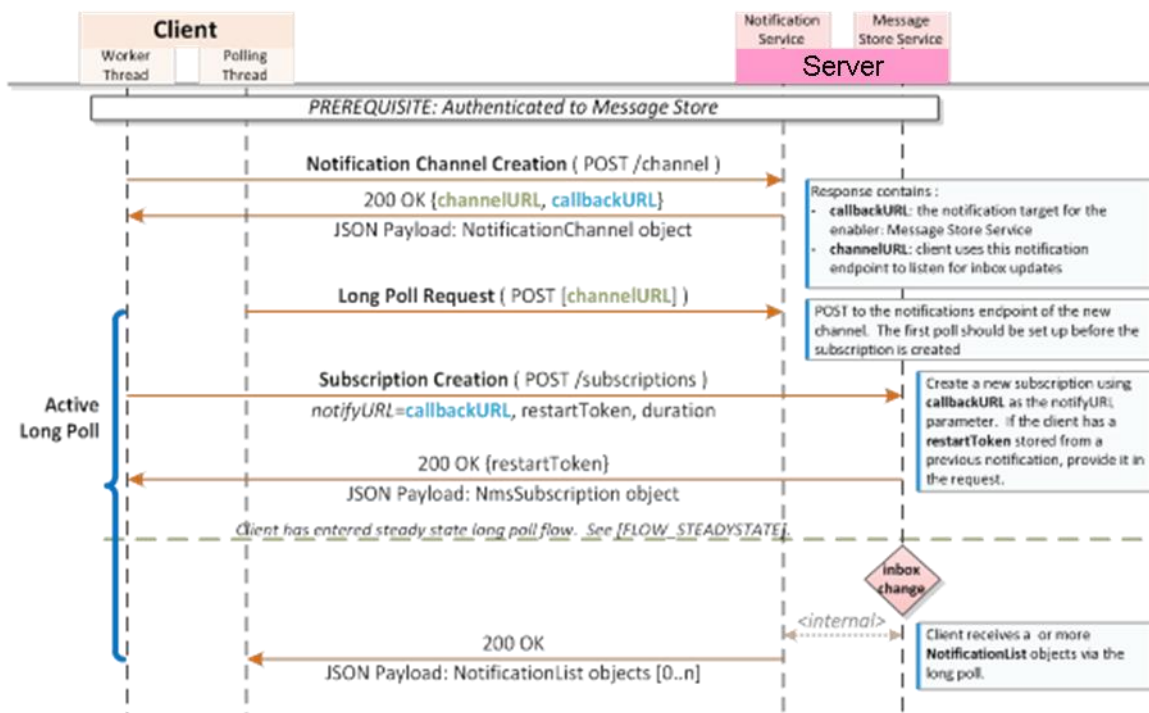 Client
Notification
Service
Message
Store Service
Worker
Thread
Polling
Thread
Server
PREREQUISITE: Authenticated to Message Store
Notification Channel Creation ( POST /channel )
200 OK {channelURL, callbackURL}
JSON Payload: NotificationChannel object
Response contains :
- callbackURL: the notification target for the
enabler: Message Store Service
- channelURL: client uses this notification
endpoint to listen for inbox updates
Long Poll Request ( POST [channelURL] )
POST to the notifications endpoint of the new
channel. The first poll should be set up before the
subscription is created
Active
Long Poll
Subscription Creation ( POST /subscriptions )
notifyURL=callbackURL, restartToken, duration
Create a new subscription using
callbackURL as the notifyURL
parameter. If the client has a
restartToken stored from a
previous notification, provide it in
the request.
200 OK {restartToken}
JSON Payload: NmsSubscription object
Client has entered steady state long poll flow. See [FLOW_STEADYSTATE].
inbox
change
<internal>
200 OK
JSON Payload: NotificationList objects [0..n]
Client receives a or more
NotificationList objects via the
long poll.